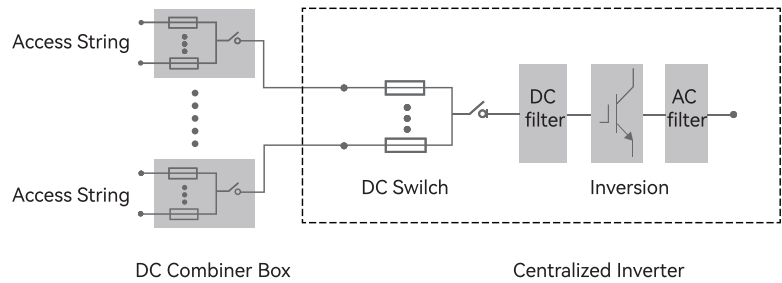 Access String
DC
filter
AC
filter
Access String
DC Swilch
Inversion
DC Combiner Box
Centralized Inverter